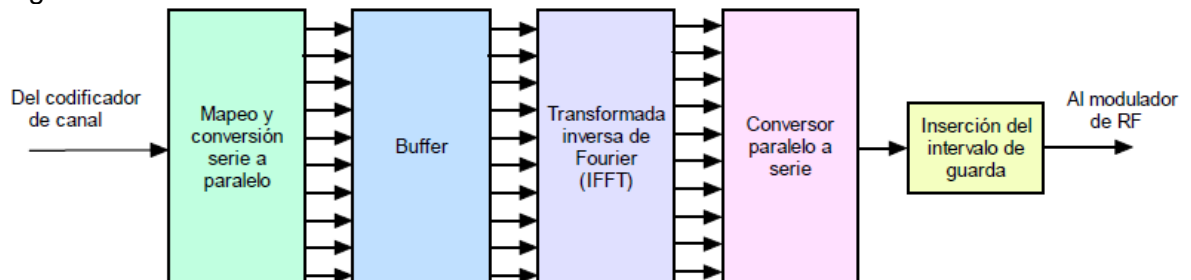 Del codificador
de canal
Mapeo y
conversión
serie a
paralelo
Buffer
Transformada
inversa de
Fourier
(IFFT)
Conversor
paralelo a
serie
Inserción del
intervalo de
guarda
Al modulador
de RF